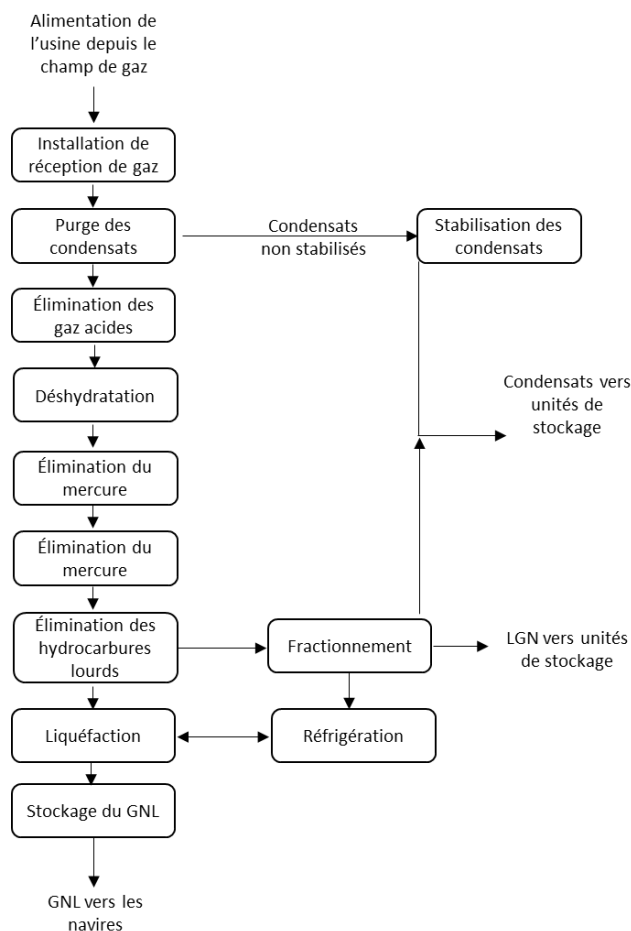 Alimentation de
l’usine depuis le
champ de gaz
Installation de
réception de gaz
Purge des
condensats
Condensats
non stabilisés
Stabilisation des
condensats
Élimination des
gaz acides
Déshydratation
Condensats vers
unités de
stockage
Élimination du
mercure
Élimination du
mercure
Élimination des
hydrocarbures
lourds
Fractionnement
LGN vers unités
de stockage
Liquéfaction
Réfrigération
Stockage du GNL
GNL vers les
navires